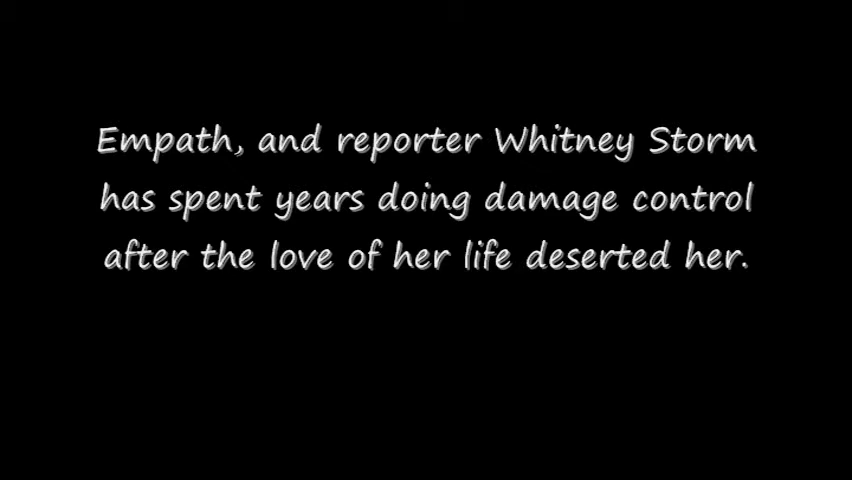 Empath, and reporter Whitney Storm
has spent years doing damage control
after the love of her life deserted her.